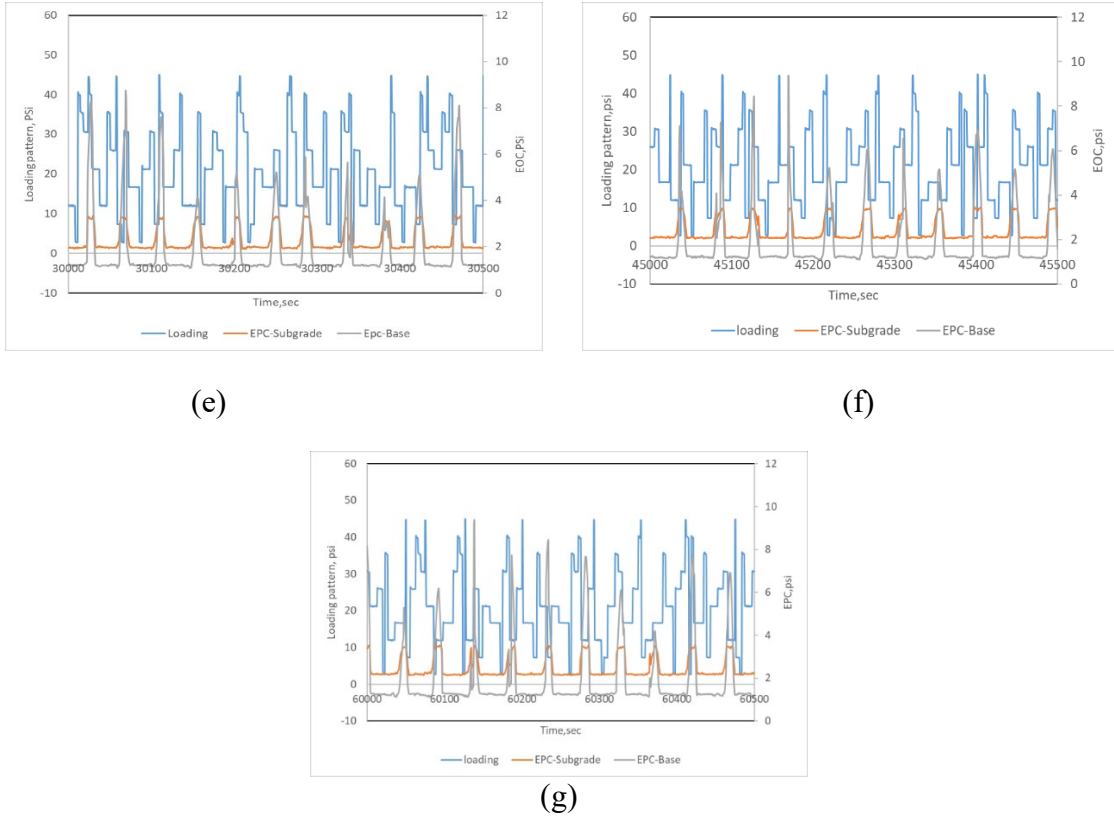 60
50
40
30
20
10
0
-10
Loading pattern, PSi
12
10
8
6
4
2
0
EOC,PSi
30000 30100 30200 30300 30400 30500
Time,sec
Loading EPC-Subgrade Epc-Base
(e)
60
50
40
30
20
10
0
-10
Loading pattern,psi
12
10
8
6
4
2
0
EOC,psi
45000 45100 45200 45300 45400 45500
Time,sec
loading EPC-Subgrade EPC-Base
(f)
60
50
40
30
20
10
0
-10
Loading pattern, psi
12
10
8
6
4
2
0
EPC,psi
60000 60100 60200 60300 60400 60500
Time,sec
loading EPC-Subgrade EPC-Base
(g)